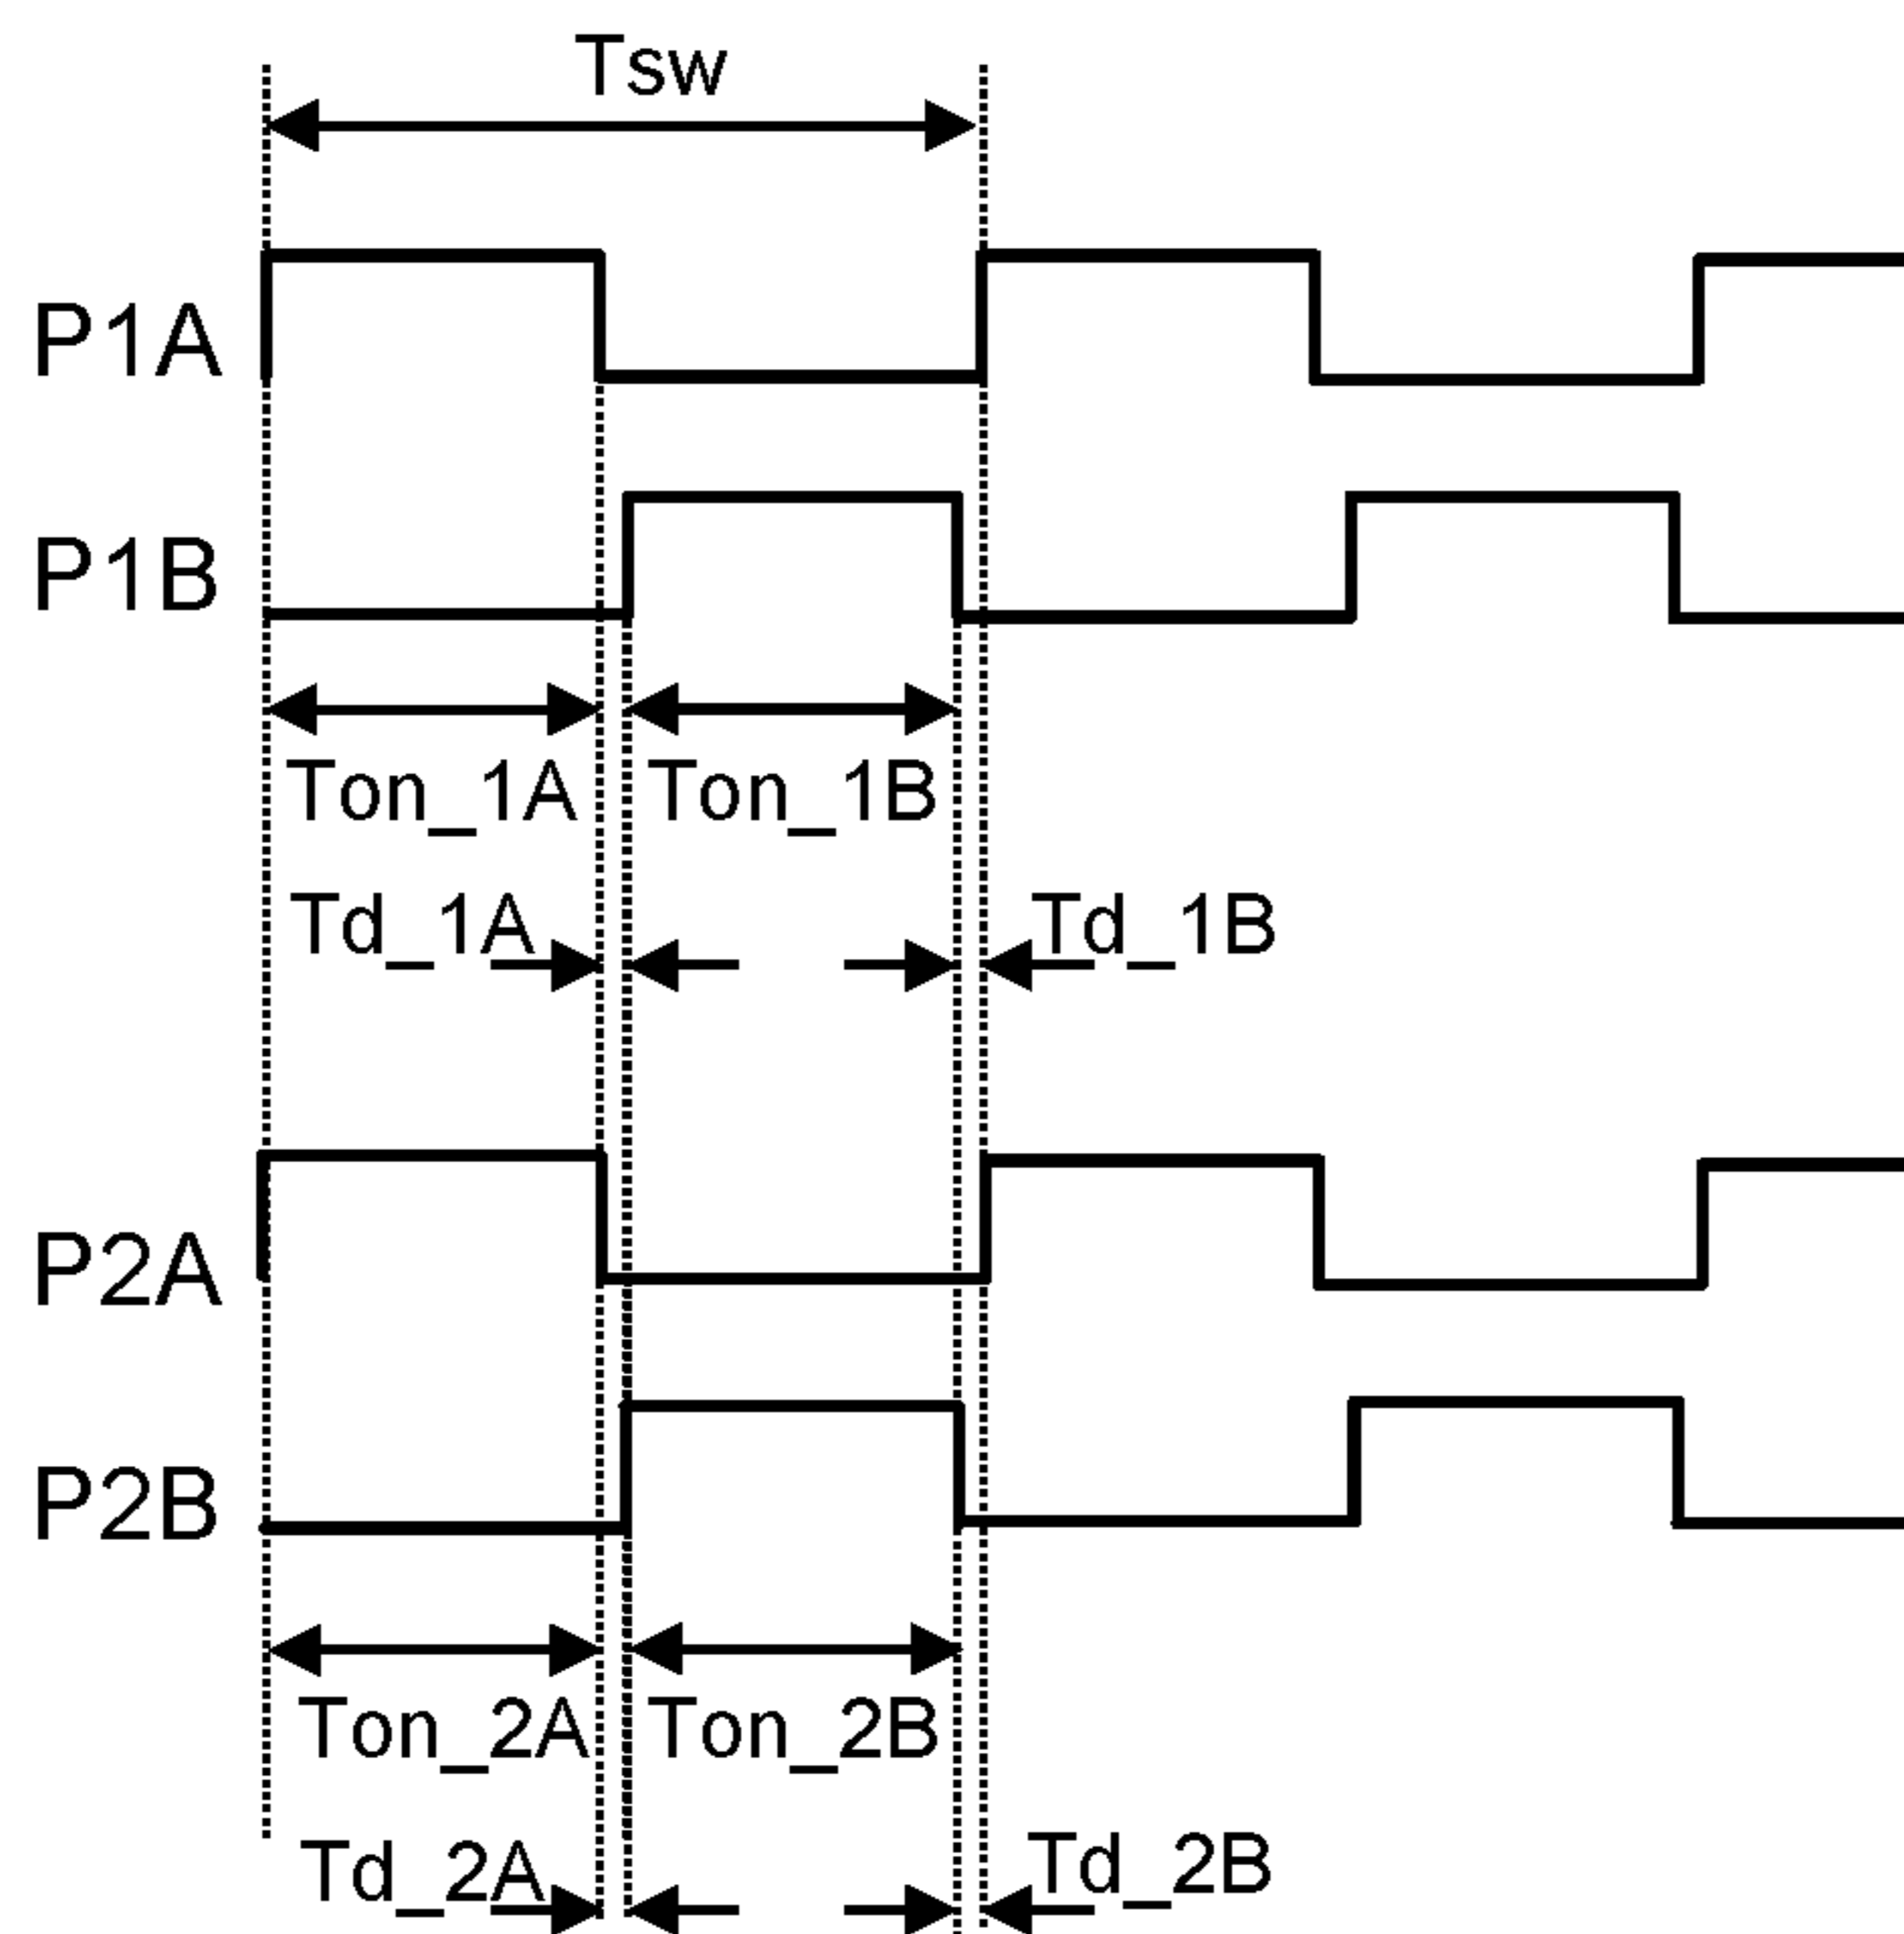 Tsw
P1A
P1B
Ton_1A Ton_1B
Td_1A Td_1B
P2A
P2B
Ton_2A Ton_2B
Td_2A Td_2B